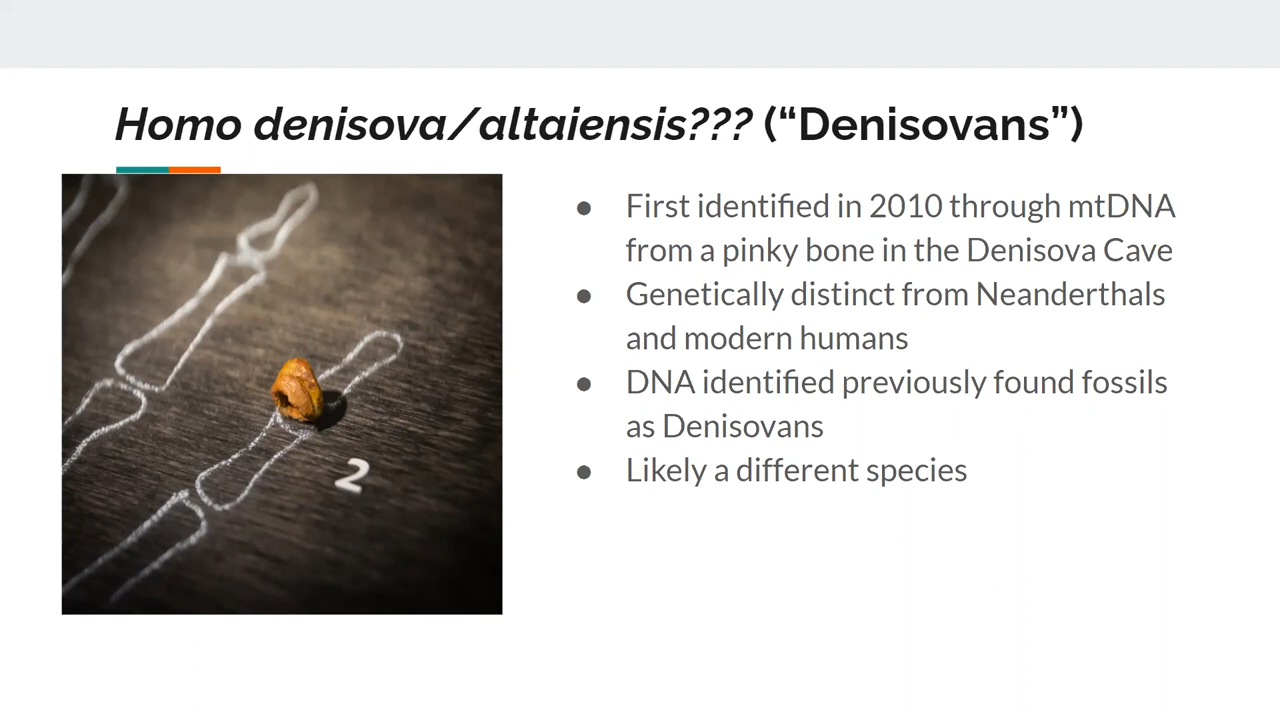 Homo denisova/altaiensis??? (“Denisovans”)
● First identified in 2010 through mtDNA
from a pinky bone in the Denisova Cave
● Genetically distinct from Neanderthals
and modern humans
● DNA identified previously found fossils
as Denisovans
● Likely a different species
2